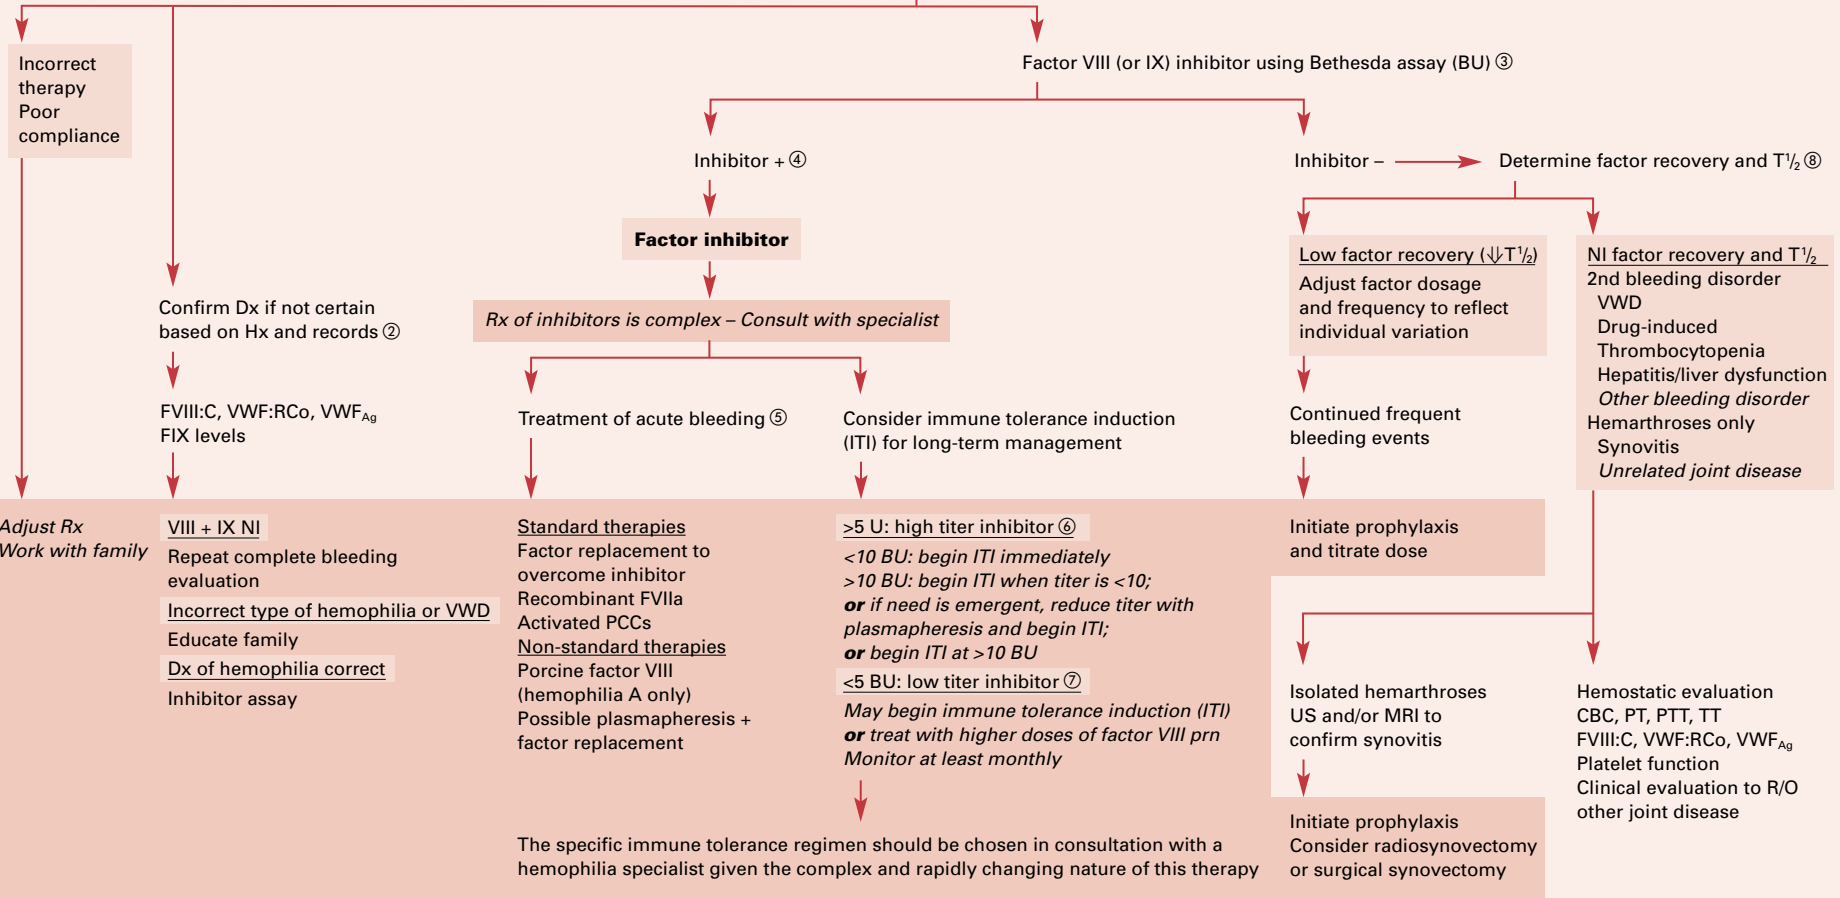 Incorrect
therapy
Poor
compliance
Factor VIII (or IX) inhibitor using Bethesda assay (BU) ③
Inhibitor + ④
Inhibitor –
Determine factor recovery and T½ ⑧
Factor inhibitor
Rx of inhibitors is complex – Consult with specialist
Low factor recovery (⇓T½)
Adjust factor dosage
and frequency to reflect
individual variation
NI factor recovery and T½
2nd bleeding disorder
VWD
Drug-induced
Thrombocytopenia
Hepatitis/liver dysfunction
Other bleeding disorder
Hemarthroses only
Synovitis
Unrelated joint disease
Confirm Dx if not certain
based on Hx and records ②
FVIII:C, VWF:RCo, VWFAg
FIX levels
Treatment of acute bleeding ⑤
Consider immune tolerance induction
(ITI) for long-term management
Continued frequent
bleeding events
Adjust Rx
Work with family
VIII + IX NI
Repeat complete bleeding
evaluation
Incorrect type of hemophilia or VWD
Educate family
Dx of hemophilia correct
Inhibitor assay
Standard therapies
Factor replacement to
overcome inhibitor
Recombinant FVIIa
Activated PCCs
Non-standard therapies
Porcine factor VIII
(hemophilia A only)
Possible plasmapheresis +
factor replacement
>5 U: high titer inhibitor ⑥
<10 BU: begin ITI immediately
>10 BU: begin ITI when titer is <10;
or if need is emergent, reduce titer with
plasmapheresis and begin ITI;
or begin ITI at >10 BU
<5 BU: low titer inhibitor ⑦
May begin immune tolerance induction (ITI)
or treat with higher doses of factor VIII prn
Monitor at least monthly
The specific immune tolerance regimen should be chosen in consultation with a
hemophilia specialist given the complex and rapidly changing nature of this therapy
Initiate prophylaxis
and titrate dose
Isolated hemarthroses
US and/or MRI to
confirm synovitis
Initiate prophylaxis
Consider radiosynovectomy
or surgical synovectomy
Hemostatic evaluation
CBC, PT, PTT, TT
FVIII:C, VWF:RCo, VWFAg
Platelet function
Clinical evaluation to R/O
other joint disease